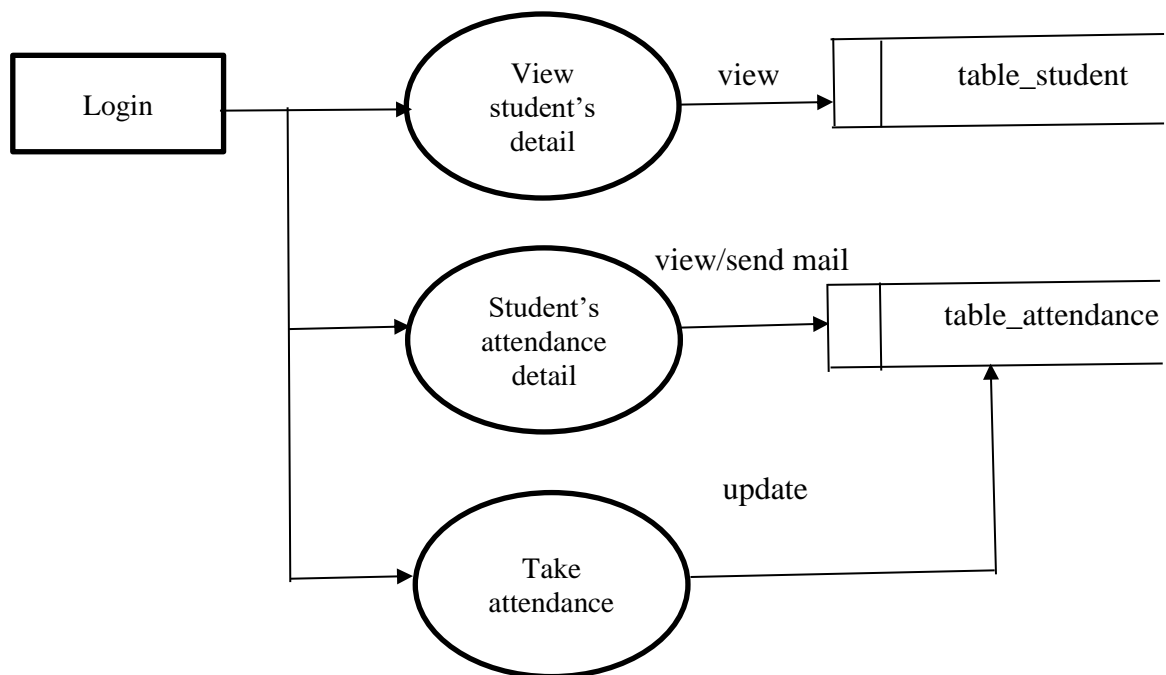 Login
View
student’s
detail
view
table_student
view/send mail
Student’s
attendance
detail
table_attendance
update
Take
attendance